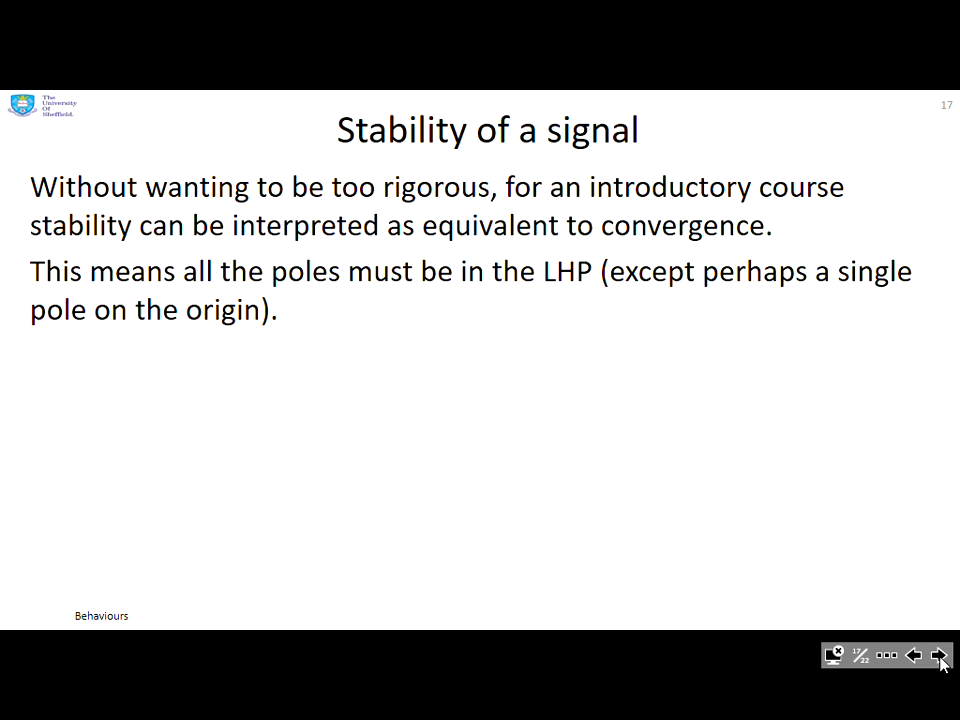 The
University
Of
Sheffield.
17
Stability of a signal
Without wanting to be too rigorous, for an introductory course
stability can be interpreted as equivalent to convergence.
This means all the poles must be in the LHP (except perhaps a single
pole on the origin).
Behaviours
17/22